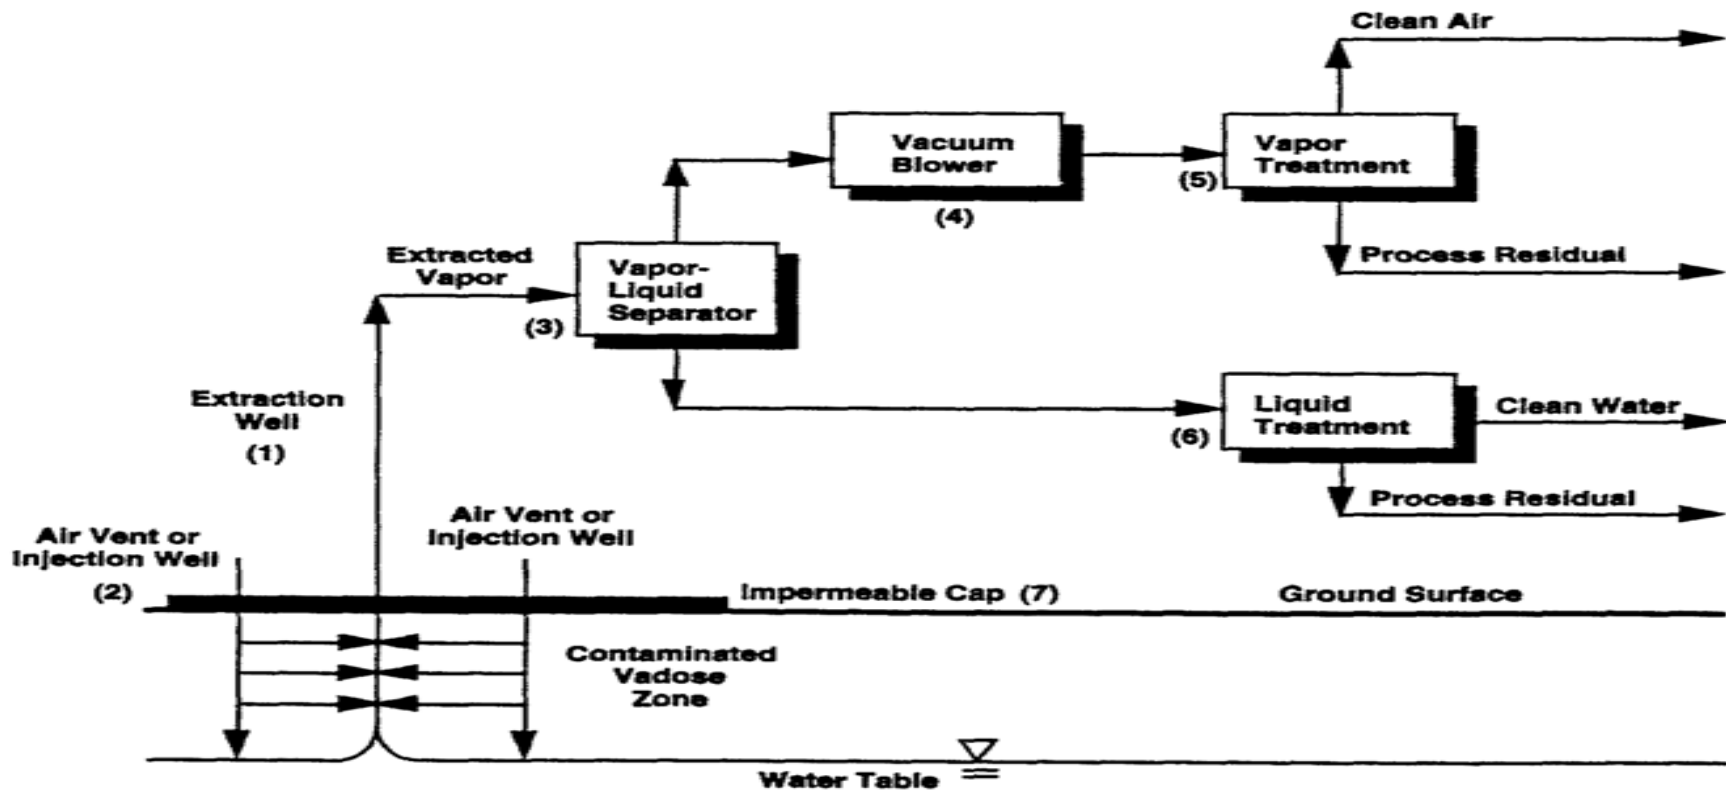 Clean Air
Vacuum
Blower
(4)
Vapor
Treatment
(5)
Process Residual
Extracted
Vapor
Vapor-
Liquid
Separator
(3)
Extraction
Well
(1)
Liquid
Treatment
(6)
Clean Water
Process Residual
Air Vent or
Injection Well
(2)
Air Vent or
Injection Well
Impermeable Cap (7)
Ground Surface
Contaminated
Vadose
Zone
Water Table